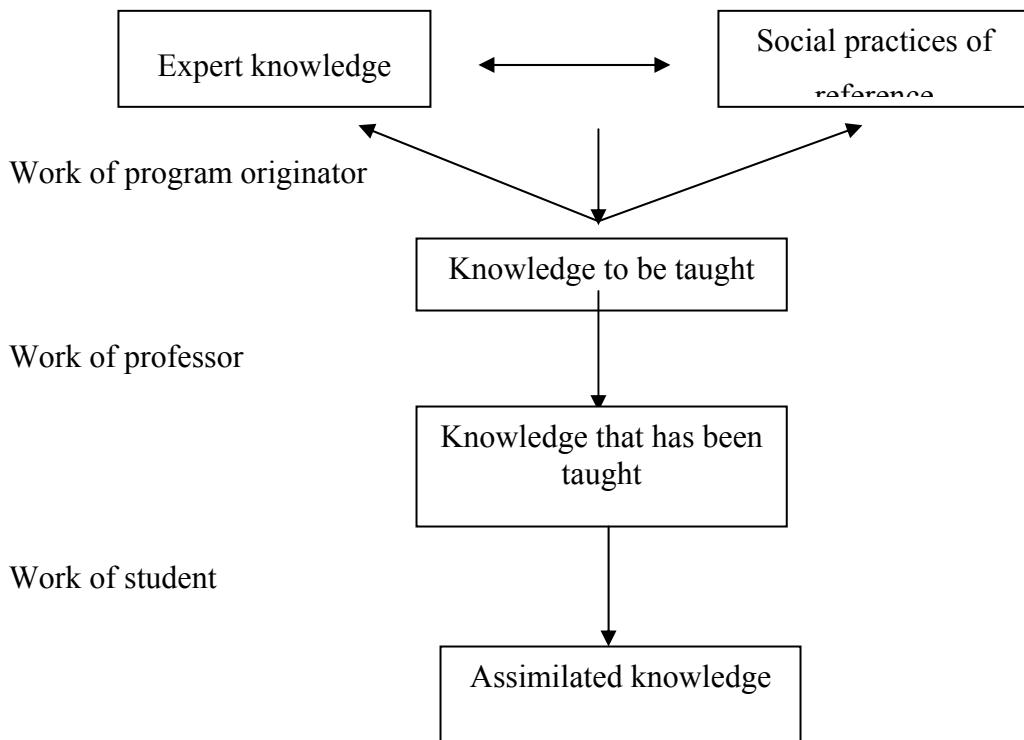 Expert knowledge
Social practices of
reference
Work of program originator
Knowledge to be taught
Work of professor
Knowledge that has been
taught
Work of student
Assimilated knowledge